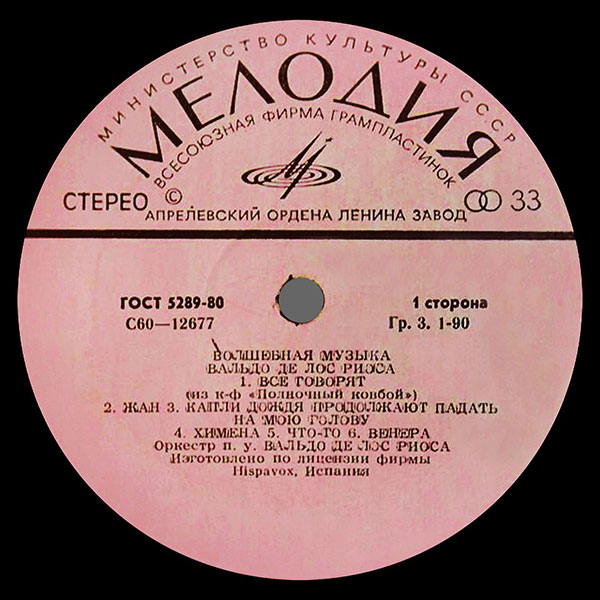 МИНИСТЕРСТВО КУЛЬТУРЫ СССР
МЕЛОДИЯ
ВСЕСОЮЗНАЯ ФИРМА ГРАМПЛАСТИНОК
СТЕРЕО © 33
АПРЕЛЕВСКИЙ ОРДЕНА ЛЕНИНА ЗАВОД
ГОСТ 5289-80 1 сторона
С60—12677 Гр. 3. 1-90
ВОЛШЕБНАЯ МУЗЫКА
ВАЛЬДО ДЕ ЛОС РИОСА
1. ВСЕ ГОВОРЯТ
(из к-ф «Полночный ковбой»)
2. ЖАН 3. КАПЛИ ДОЖДЯ ПРОДОЛЖАЮТ ПАДАТЬ
НА МОЮ ГОЛОВУ
4. ХИМЕНА 5. ЧТО-ТО 6. ВЕНЕРА
Оркестр п. у. ВАЛЬДО ДЕ ЛОС РИОСА
Изготовлено по лицензии фирмы
Hispavox, Испания